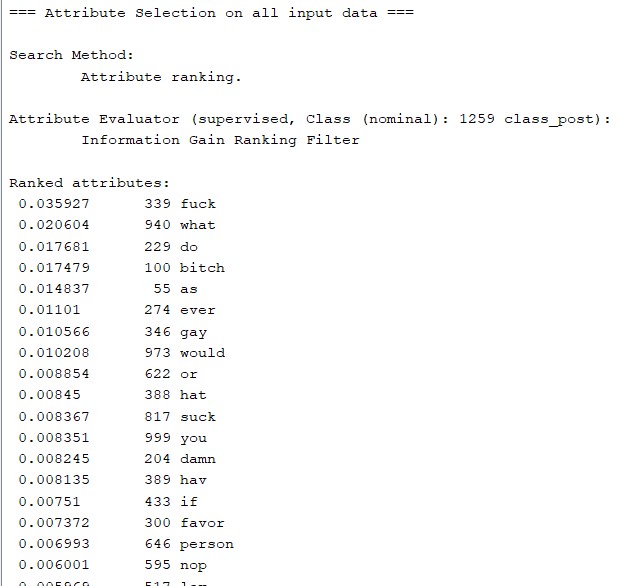 === Attribute Selection on all input data ===
Search Method:
Attribute ranking.
Attribute Evaluator (supervised, Class (nominal): 1259 class_post):
Information Gain Ranking Filter
Ranked attributes:
0.035927 339 fuck
0.020604 940 what
0.017681 229 do
0.017479 100 bitch
0.014837 55 as
0.01101 274 ever
0.010566 346 gay
0.010208 973 would
0.008854 622 or
0.00845 388 hat
0.008367 817 suck
0.008351 999 you
0.008245 204 damn
0.008135 389 hav
0.00751 433 if
0.007372 300 favor
0.006993 646 person
0.006001 595 nop